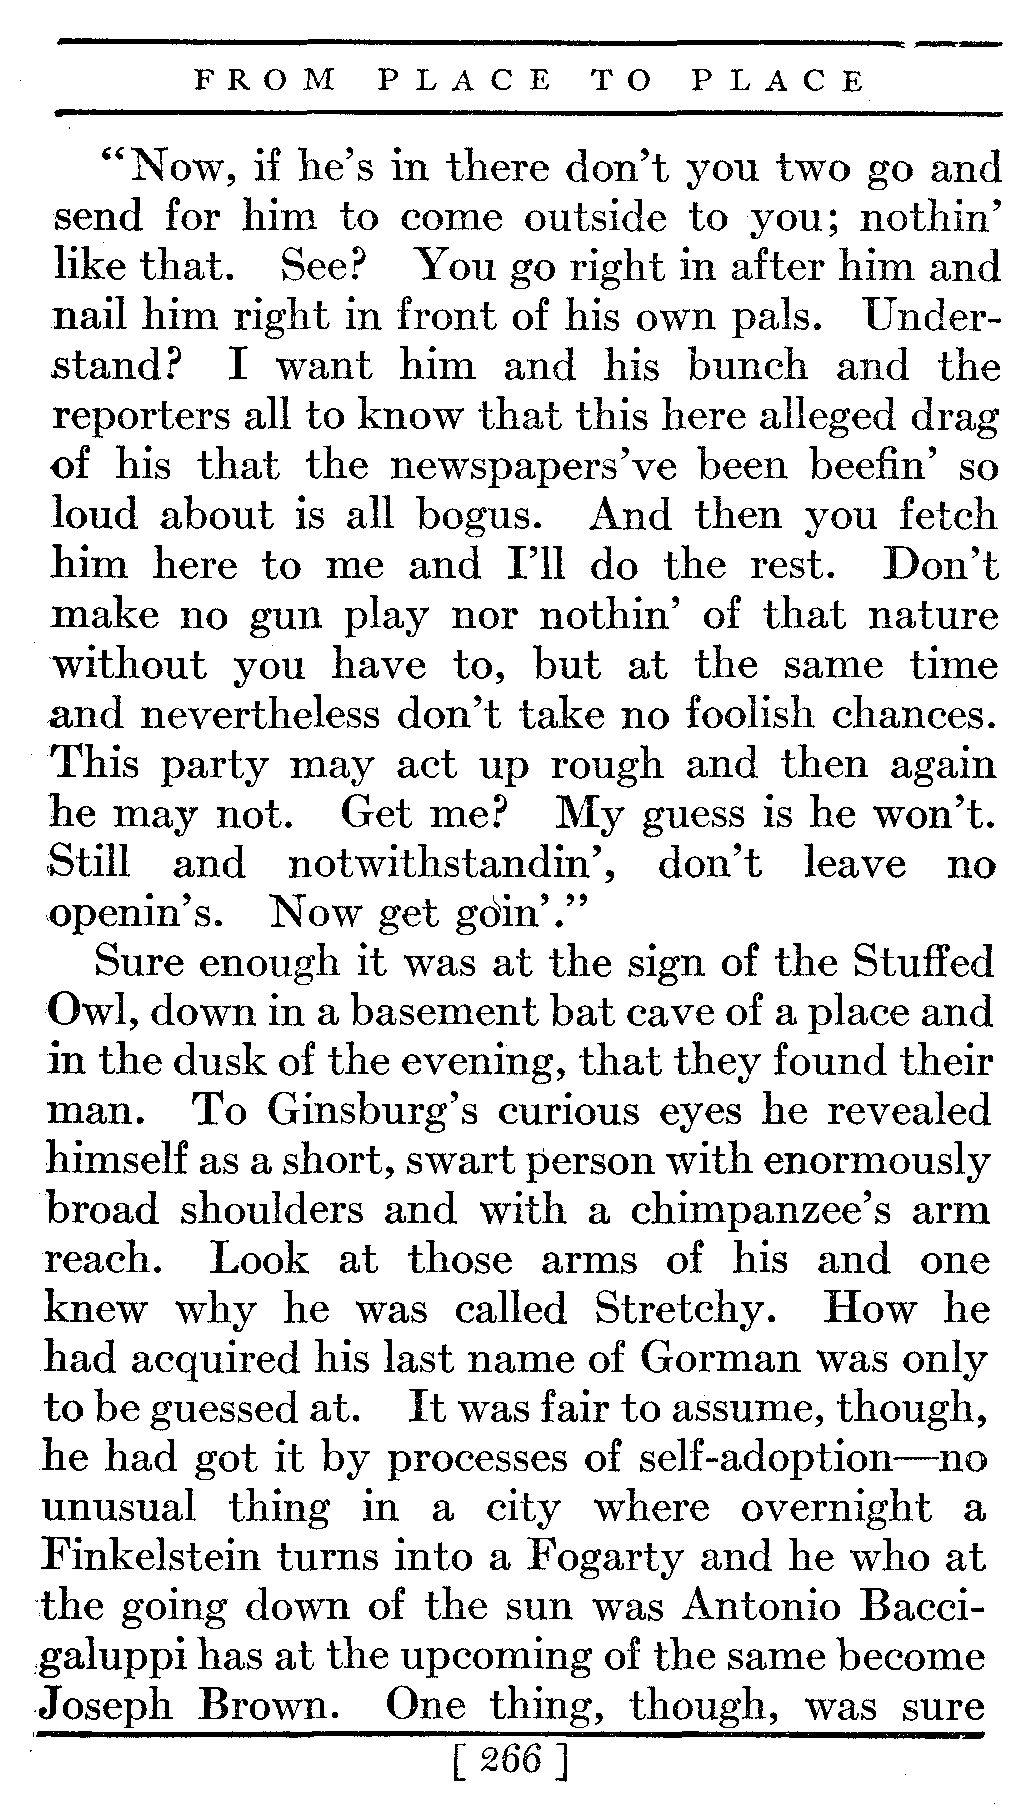 FROM PLACE TO PLACE
“Now, if he’s in there don’t you two go and
send for him to come outside to you; nothin’
like that. See? You go right in after him and
nail him right in front of his own pals. Under-
stand? I want him and his bunch and the
reporters all to know that this here alleged drag
of his that the newspapers’ve been beefin’ so
loud about is all bogus. And then you fetch
him here to me and I’ll do the rest. Don’t
make no gun play nor nothin’ of that nature
without you have to, but at the same time
and nevertheless don’t take no foolish chances.
This party may act up rough and then again
he may not. Get me? My guess is he won’t.
Still and notwithstandin’, don’t leave no
openin’s. Now get goin’.”
Sure enough it was at the sign of the Stuffed
Owl, down in a basement bat cave of a place and
in the dusk of the evening, that they found their
man. To Ginsburg’s curious eyes he revealed
himself as a short, swart person with enormously
broad shoulders and with a chimpanzee’s arm
reach. Look at those arms of his and one
knew why he was called Stretchy. How he
had acquired his last name of Gorman was only
to be guessed at. It was fair to assume, though,
he had got it by processes of self-adoption—no
unusual thing in a city where overnight a
Finkelstein turns into a Fogarty and he who at
the going down of the sun was Antonio Bacci-
galuppi has at the upcoming of the same become
Joseph Brown. One thing, though, was sure
[ 266 ]